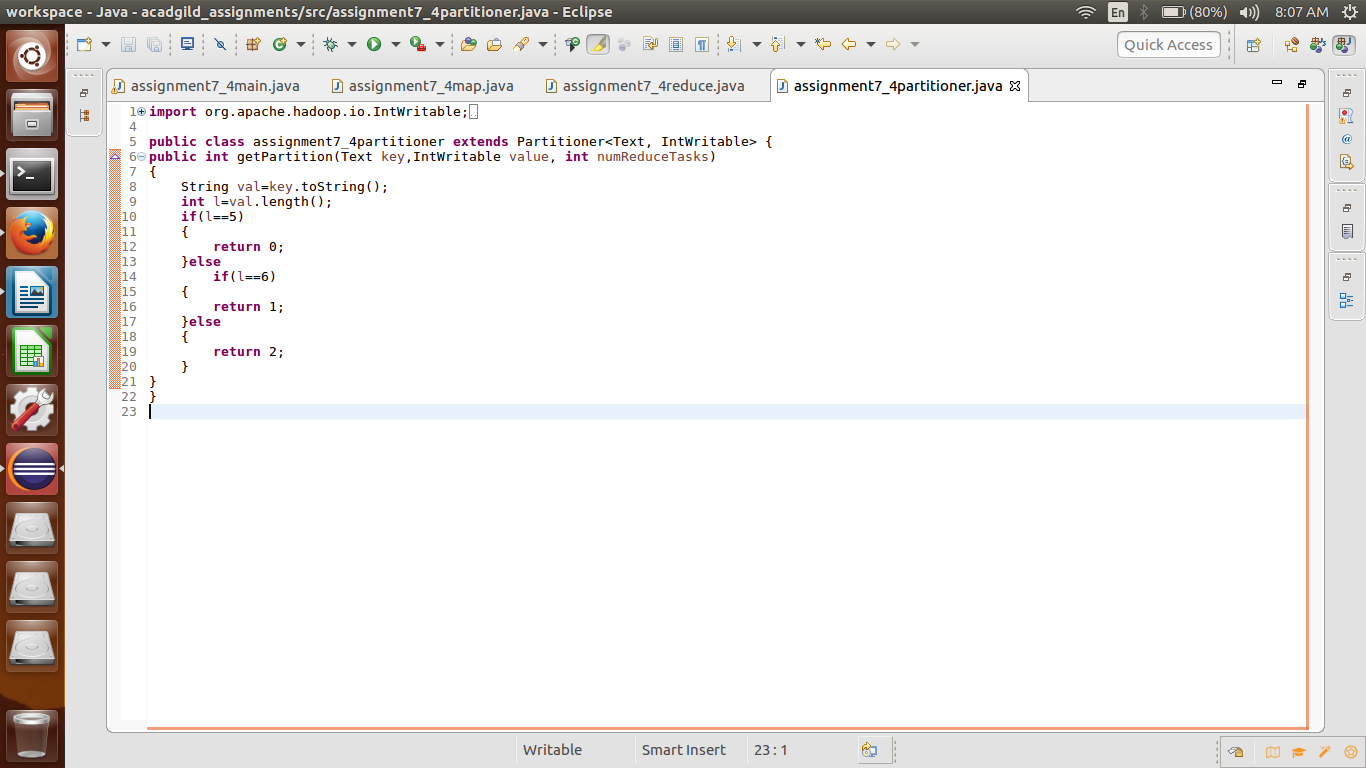 workspace - Java - acadgild_assignments/src/assignment7_4partitioner.java - Eclipse
En (80%) 8:07 AM
Quick Access
assignment7_4main.java assignment7_4map.java assignment7_4reduce.java assignment7_4partitioner.java
1 import org.apache.hadoop.io.IntWritable;
4
5 public class assignment7_4partitioner extends Partitioner<Text, IntWritable> {
6 public int getPartition(Text key,IntWritable value, int numReduceTasks)
7 {
8     String val=key.toString();
9     int l=val.length();
10     if(l==5)
11     {
12         return 0;
13     }else
14         if(l==6)
15     {
16         return 1;
17     }else
18     {
19         return 2;
20     }
21 }
22 }
23
Writable Smart Insert 23 : 1